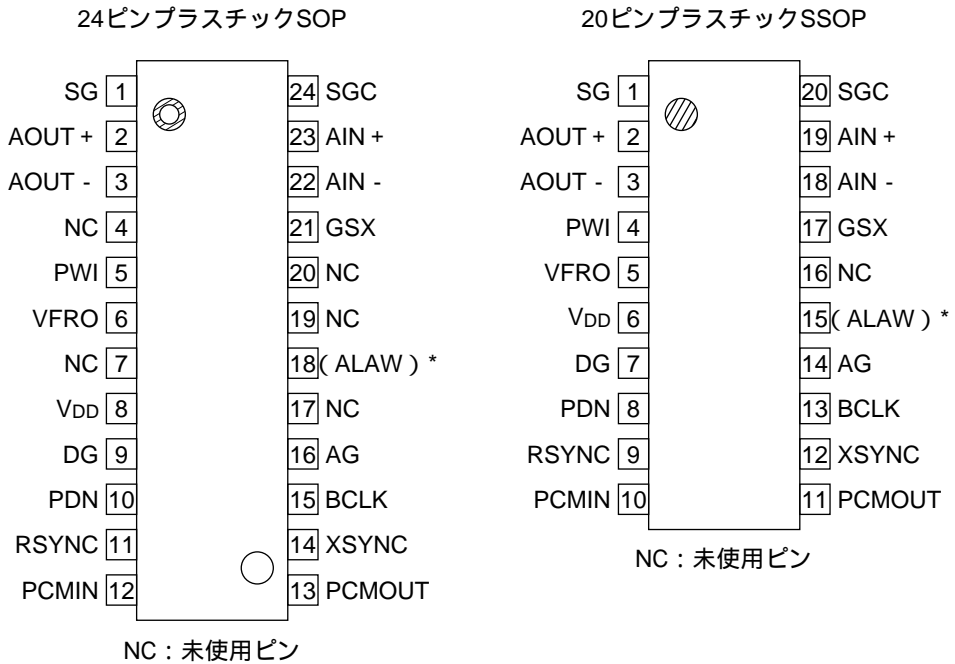 24ピンプラスチックSOP
SG 1
AOUT + 2
AOUT - 3
NC 4
PWI 5
VFRO 6
NC 7
VDD 8
DG 9
PDN 10
RSYNC 11
PCMIN 12
24 SGC
23 AIN +
22 AIN -
21 GSX
20 NC
19 NC
18 ( ALAW ) *
17 NC
16 AG
15 BCLK
14 XSYNC
13 PCMOUT
NC : 未使用ピン
20ピンプラスチックSSOP
SG 1
AOUT + 2
AOUT - 3
PWI 4
VFRO 5
VDD 6
DG 7
PDN 8
RSYNC 9
PCMIN 10
20 SGC
19 AIN +
18 AIN -
17 GSX
16 NC
15 ( ALAW ) *
14 AG
13 BCLK
12 XSYNC
11 PCMOUT
NC : 未使用ピン